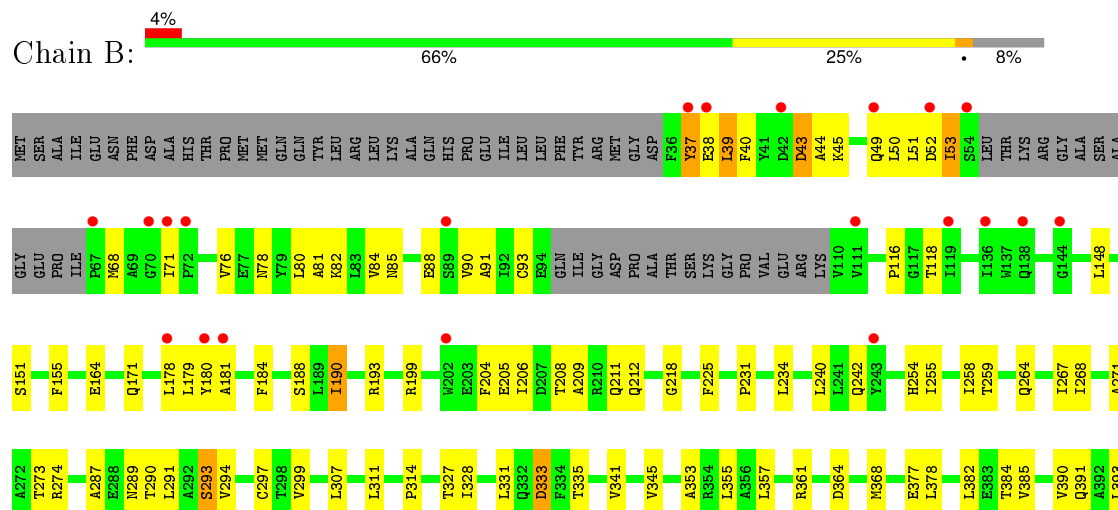 4%
Chain B:
66% 25% • 8%
MET SER ALA ILE GLU ASN PHE ASP ALA HIS THR PRO MET MET GLN GLN TYR LEU ARG LEU LYS ALA GLN HIS PRO GLU ILE LEU LEU PHE TYR ARG MET GLY ASP F36 Y37 E38 L39 F40 Y41 D42 D43 A44 K45 Q49 L50 L51 D52 I53 S54 LEU THR LYS ARG GLY ALA SER ALA
GLY GLU PRO ILE P67 M68 A69 G70 I71 P72 V76 E77 N78 Y79 L80 A81 K82 L83 V84 N85 E88 S89 V90 A91 I92 C93 E94 GLN ILE GLY ASP PRO ALA THR SER LYS GLY PRO VAL GLU ARG LYS V110 V111 P116 G117 T118 I119 I136 W137 Q138 G144 L148
S151 F155 E164 Q171 L178 L179 Y180 A181 F184 S188 L189 I190 R193 R199 W202 E203 F204 E205 I206 D207 T208 A209 R210 Q211 Q212 G218 F225 P231 L234 L240 L241 Q242 Y243 H254 I255 I258 T259 Q264 I267 I268 A271
A272 T273 R274 A287 E288 N289 T290 L291 A292 S293 V294 C297 T298 V299 L307 L311 P314 T327 I328 L331 Q332 D333 F334 T335 V341 V345 A353 R354 L355 A356 L357 R361 D364 M368 E377 L378 L382 E383 T384 V385 V390 Q391 A392 L393